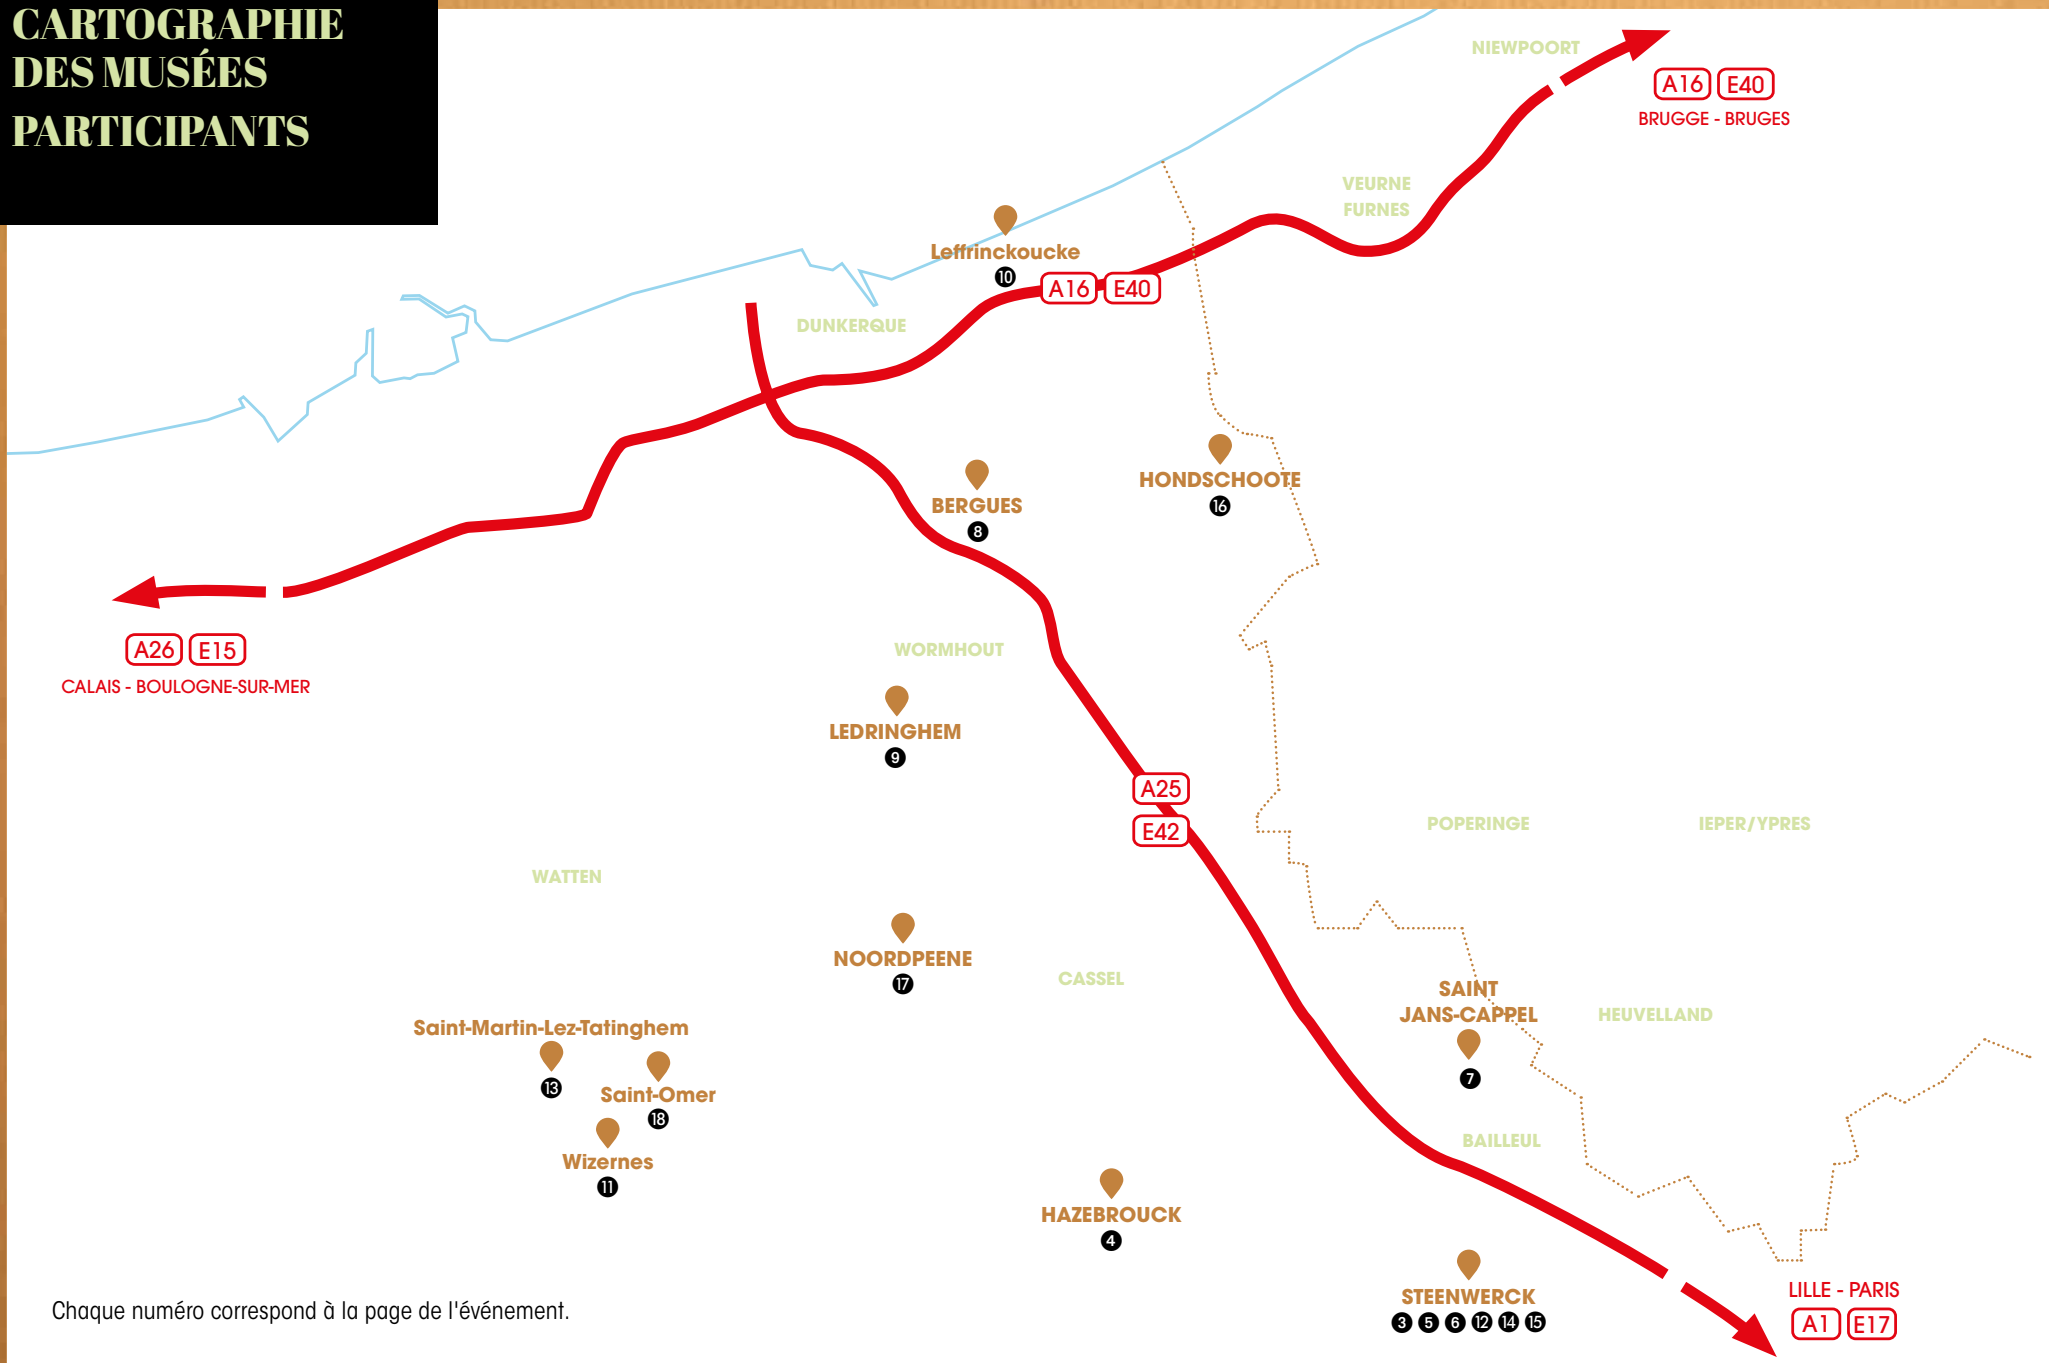 CARTOGRAPHIE
DES MUSÉES
PARTICIPANTS
NIEWPOORT
A16 E40
BRUGGE - BRUGES
VEURNE
FURNES
Leffrinckoucke
10
A16 E40
DUNKERQUE
HONDSCHOOTE
16
BERGUES
8
A26 E15
CALAIS - BOULOGNE-SUR-MER
WORMHOUT
LEDRINGHEM
9
A25
E42
POPERINGE
IEPER/YPRES
WATTEN
NOORDPEENE
17
CASSEL
SAINT
JANS-CAPPEL
7
HEUVELLAND
Saint-Martin-Lez-Tatinghem
13
Saint-Omer
18
Wizernes
11
BAILLEUL
HAZEBROUCK
4
STEENWERCK
3 5 6 12 14 15
LILLE - PARIS
A1 E17
Chaque numéro correspond à la page de l'événement.